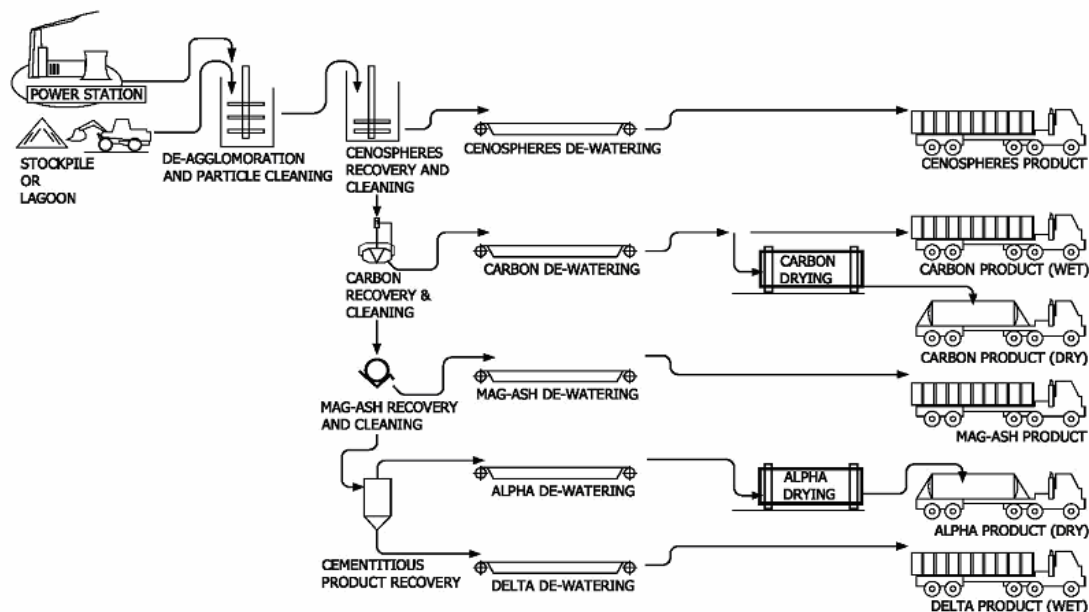 POWER STATION
STOCKPILE
OR
LAGOON
DE-AGGLOMORATION
AND PARTICLE CLEANING
CENOSPHERES
RECOVERY AND
CLEANING
CENOSPHERES DE-WATERING
CENOSPHERES PRODUCT
CARBON
RECOVERY &
CLEANING
CARBON DE-WATERING
CARBON
DRYING
CARBON PRODUCT (WET)
CARBON PRODUCT (DRY)
MAG-ASH RECOVERY
AND CLEANING
MAG-ASH DE-WATERING
MAG-ASH PRODUCT
ALPHA DE-WATERING
ALPHA
DRYING
ALPHA PRODUCT (DRY)
CEMENTITIOUS
PRODUCT RECOVERY
DELTA DE-WATERING
DELTA PRODUCT (WET)